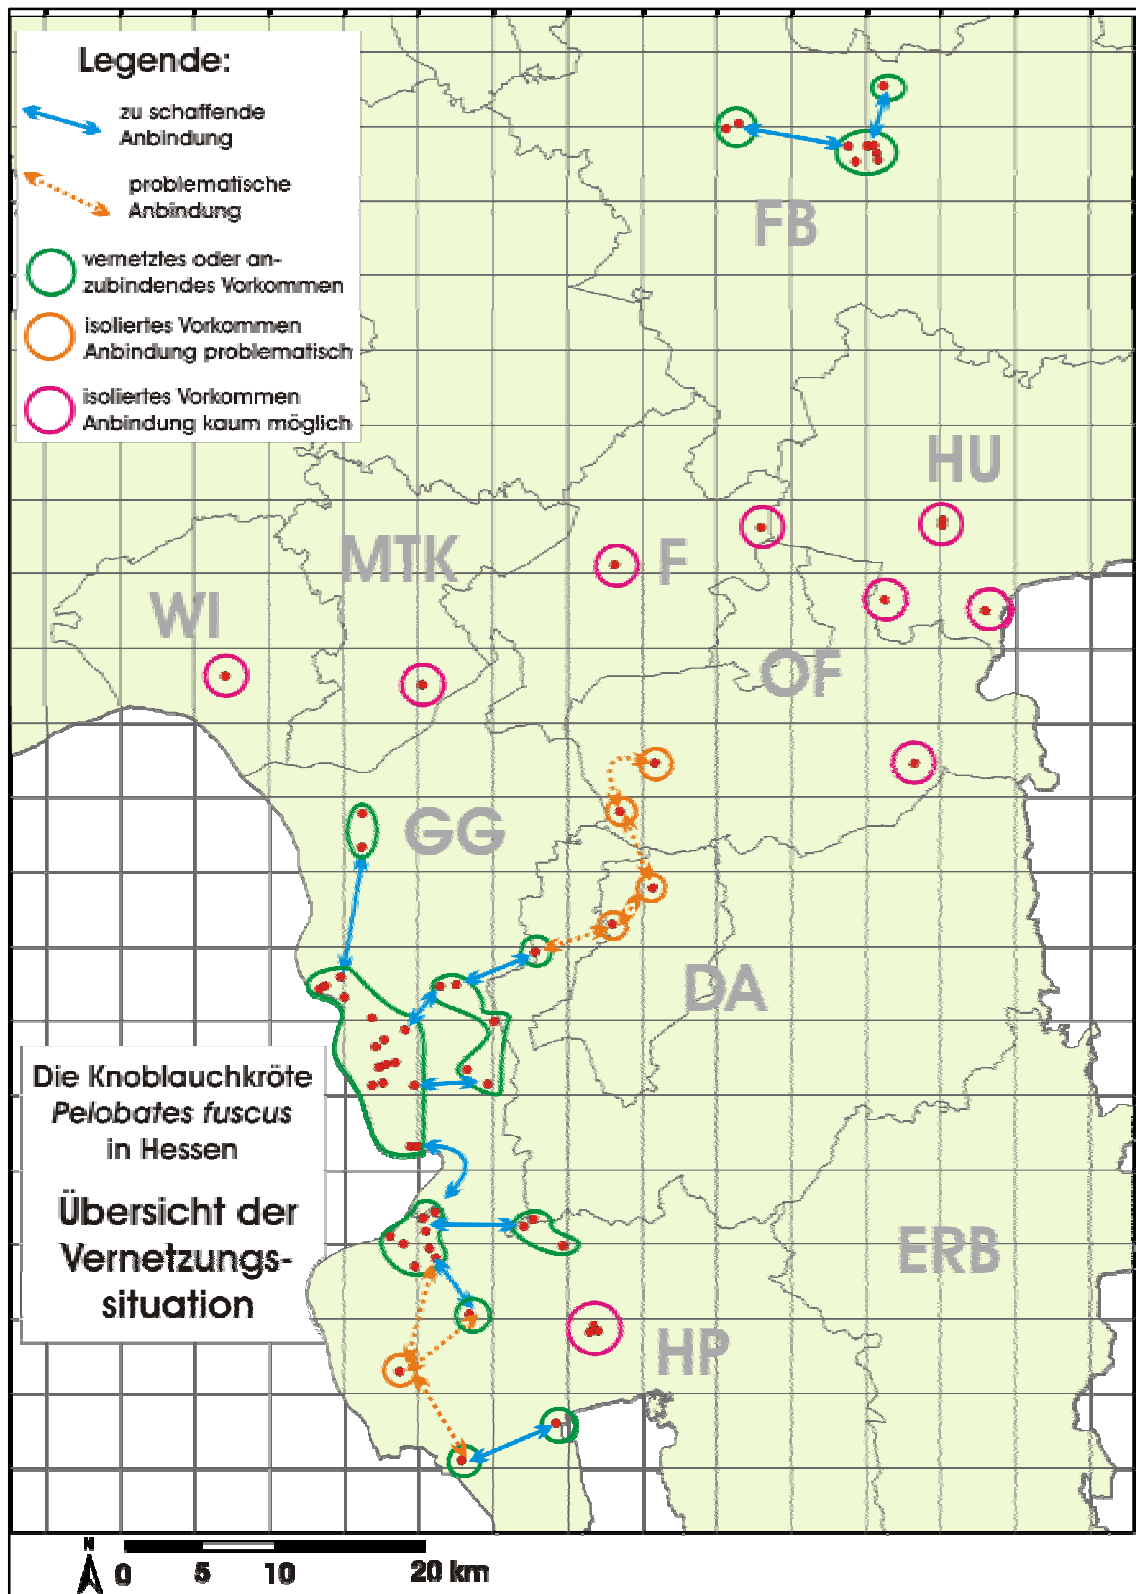 Legende:
zu schaffende
Anbindung
problematische
Anbindung
vernetztes oder an-
zubindendes Vorkommen
isoliertes Vorkommen
Anbindung problematisch
isoliertes Vorkommen
Anbindung kaum möglich
FB
HU
MTK
F
WI
OF
GG
DA
Die Knoblauchkröte
Pelobates fuscus
in Hessen
Übersicht der
Vernetzungs-
situation
ERB
HP
N
0 5 10 20 km